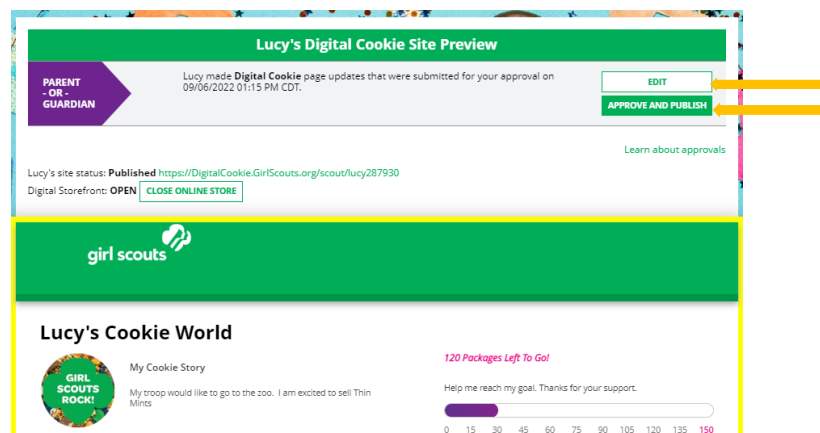 Lucy's Digital Cookie Site Preview
PARENT
- OR -
GUARDIAN
Lucy made Digital Cookie page updates that were submitted for your approval on
09/06/2022 01:15 PM CDT.
EDIT
APPROVE AND PUBLISH
Learn about approvals
Lucy's site status: Published https://DigitalCookie.GirlScouts.org/scout/lucy287930
Digital Storefront: OPEN CLOSE ONLINE STORE
girl scouts
Lucy's Cookie World
GIRL
SCOUTS
ROCK!
My Cookie Story
My troop would like to go to the zoo. I am excited to sell Thin
Mints
120 Packages Left To Go!
Help me reach my goal. Thanks for your support.
0 15 30 45 60 75 90 105 120 135 150